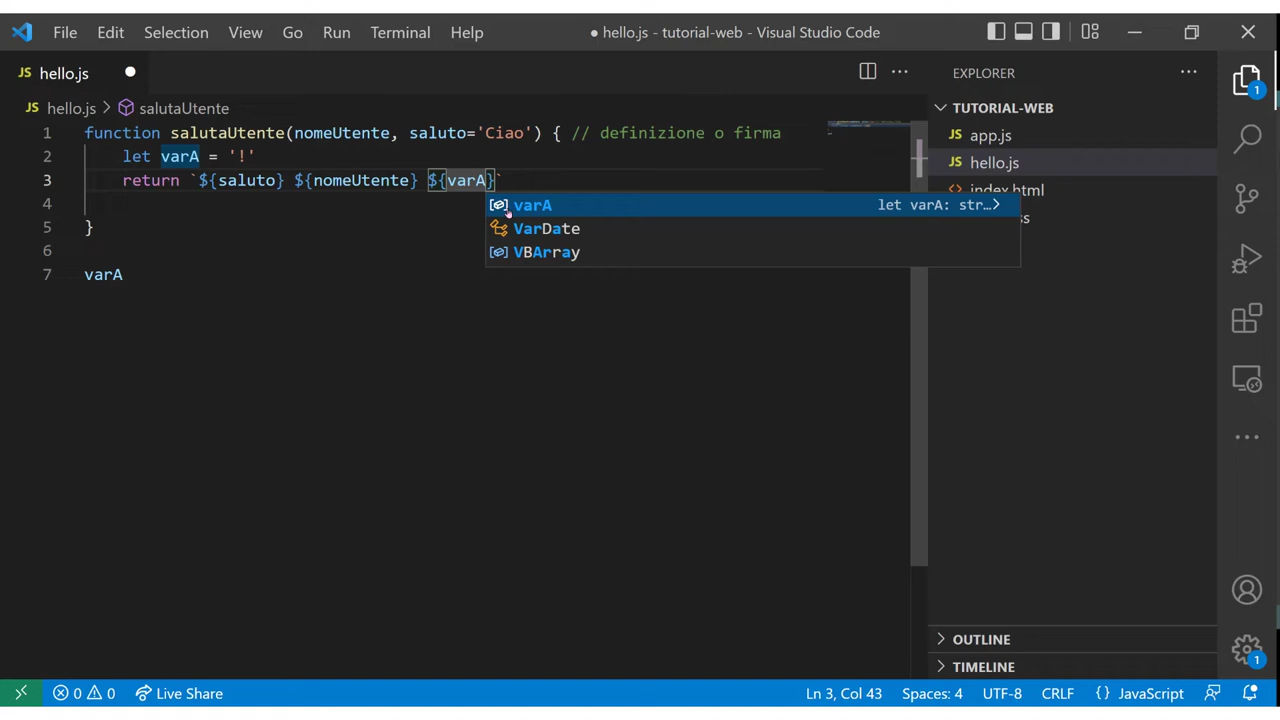 File Edit Selection View Go Run Terminal Help ● hello.js - tutorial-web - Visual Studio Code
JS hello.js ●
EXPLORER
JS hello.js > salutaUtente
TUTORIAL-WEB
1 function salutaUtente(nomeUtente, saluto='Ciao') { // definizione o firma
JS app.js
2 let varA = '!'
JS hello.js
3 return `${saluto} ${nomeUtente} ${varA}`
<> index.html
4
varA let varA: str…
ss
5 }
VarDate
6
VBArray
7 varA
OUTLINE
TIMELINE
0 0 Live Share Ln 3, Col 43 Spaces: 4 UTF-8 CRLF {} JavaScript
1
1